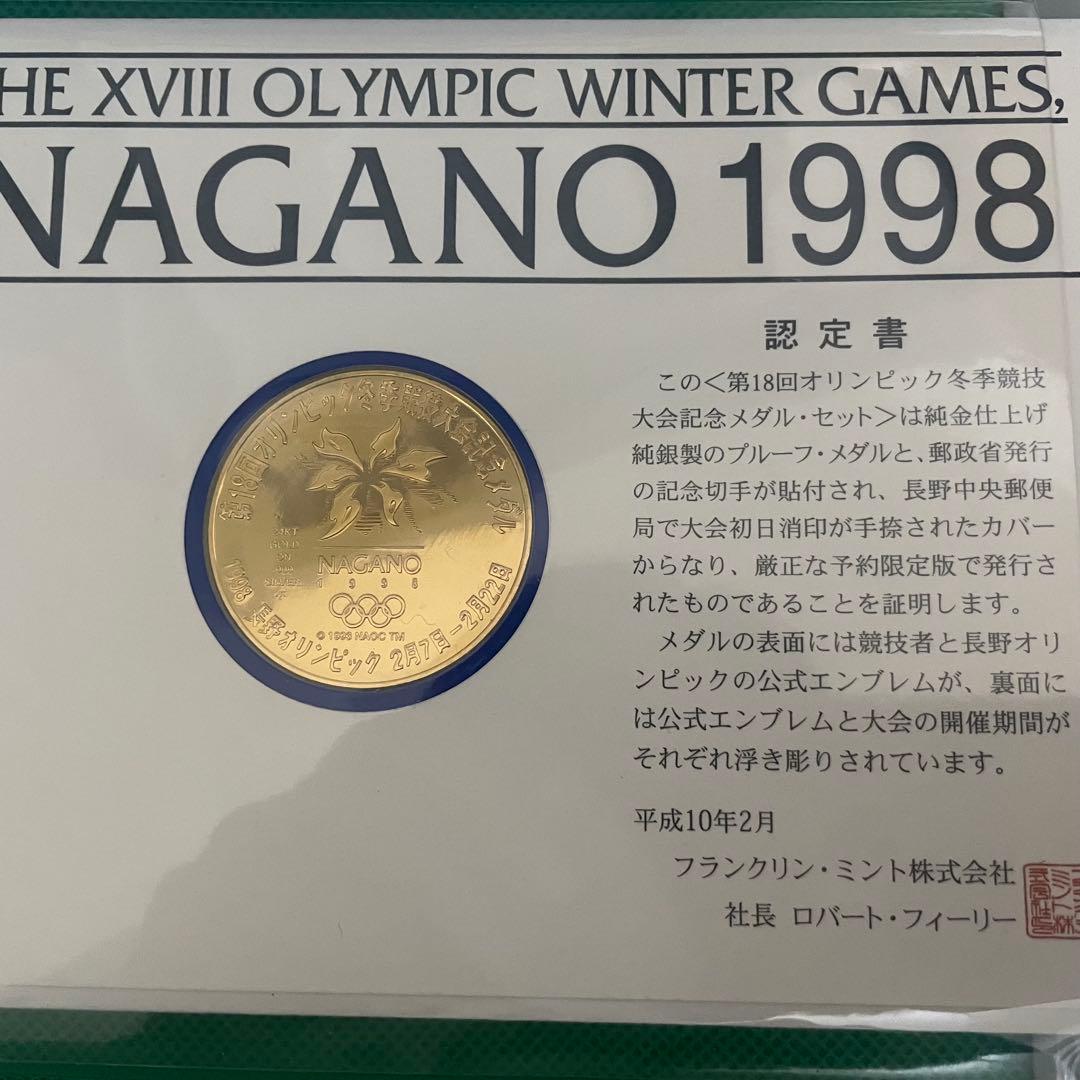 HE XVIII OLYMPIC WINTER GAMES,
NAGANO 1998
認定書
この<第18回オリンピック冬季競技
大会記念メダル・セット>は純金仕上げ
純銀製のプルーフ・メダルと、郵政省発行
の記念切手が貼付され、長野中央郵便
局で大会初日消印が手捺されたカバー
からなり、厳正な予約限定版で発行さ
れたものであることを証明します。
メダルの表面には競技者と長野オリ
ンピックの公式エンブレムが、裏面に
は公式エンブレムと大会の開催期間が
それぞれ浮き彫りされています。
平成10年2月
フランクリン・ミント株式会社
社長 ロバート・フィーリー
第18回オリンピック冬季競技大会記念メダル
24KT
GOLD
ON
NAGANO
1998
© 1993 NAOC TM
1998 長野オリンピック 2月7日-2月22日